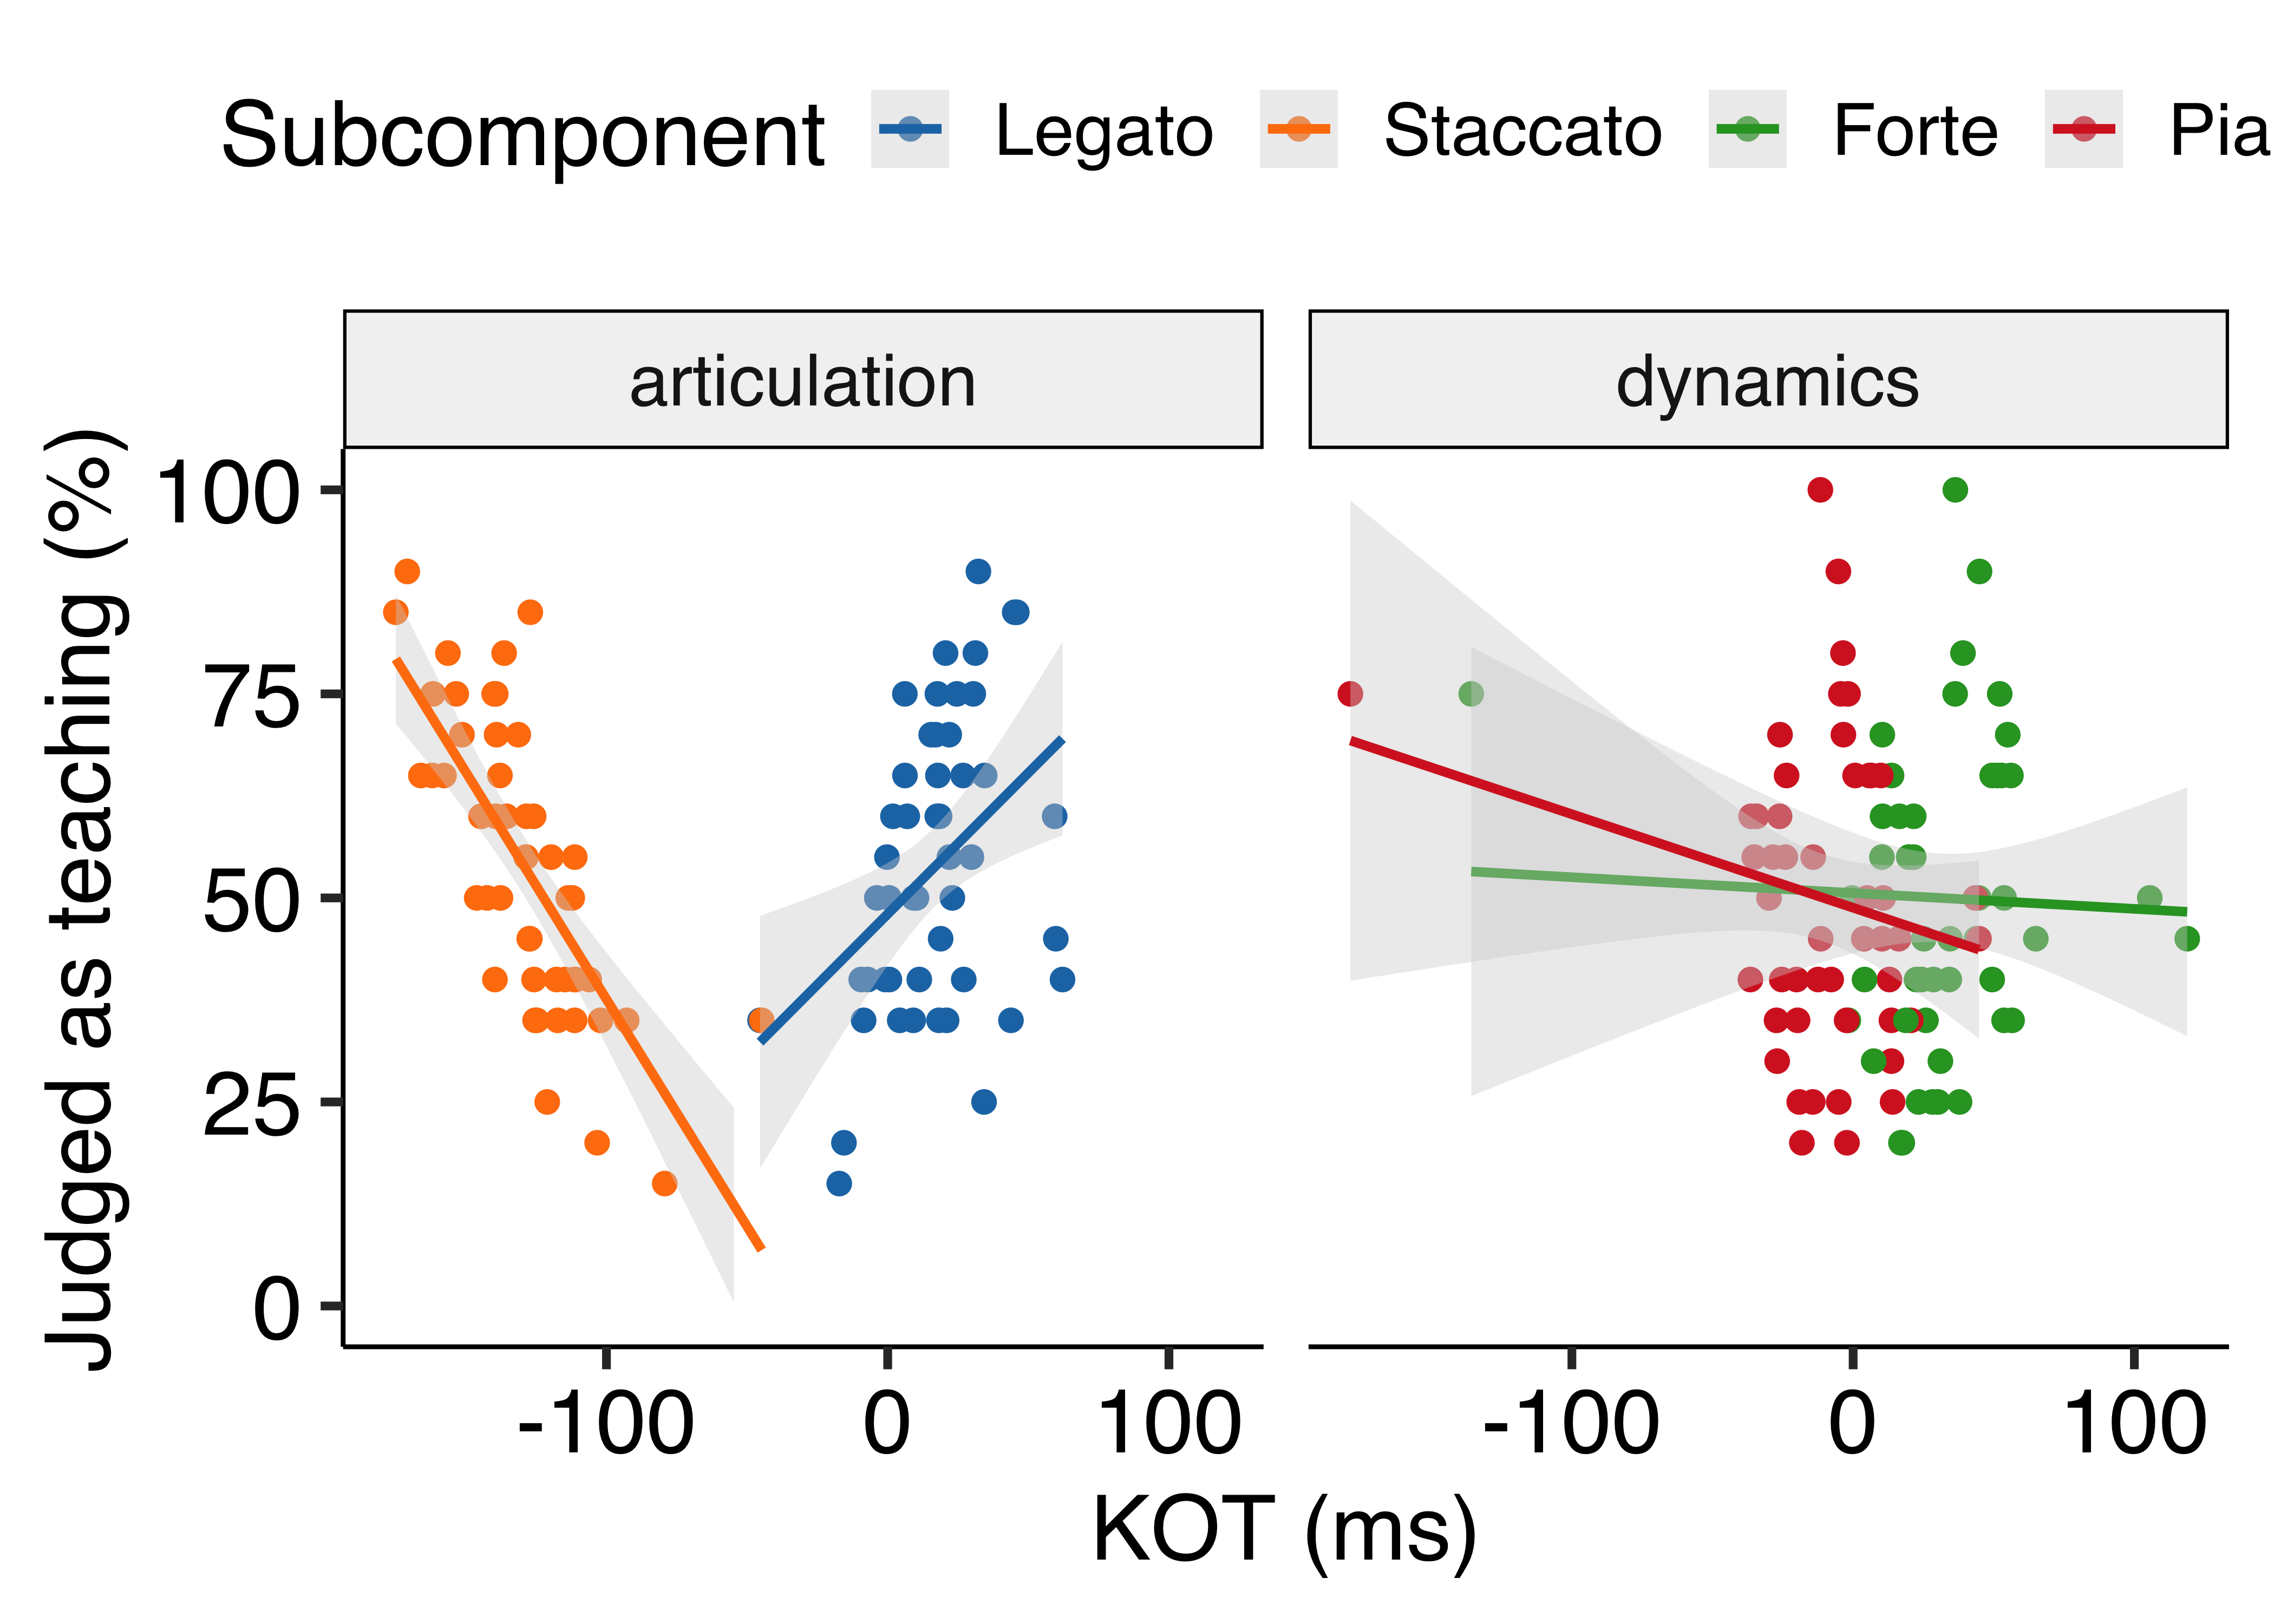 Subcomponent Legato Staccato Forte Pia
articulation dynamics
Judged as teaching (%)
100
75
50
25
0
-100 0 100 -100 0 100
KOT (ms)